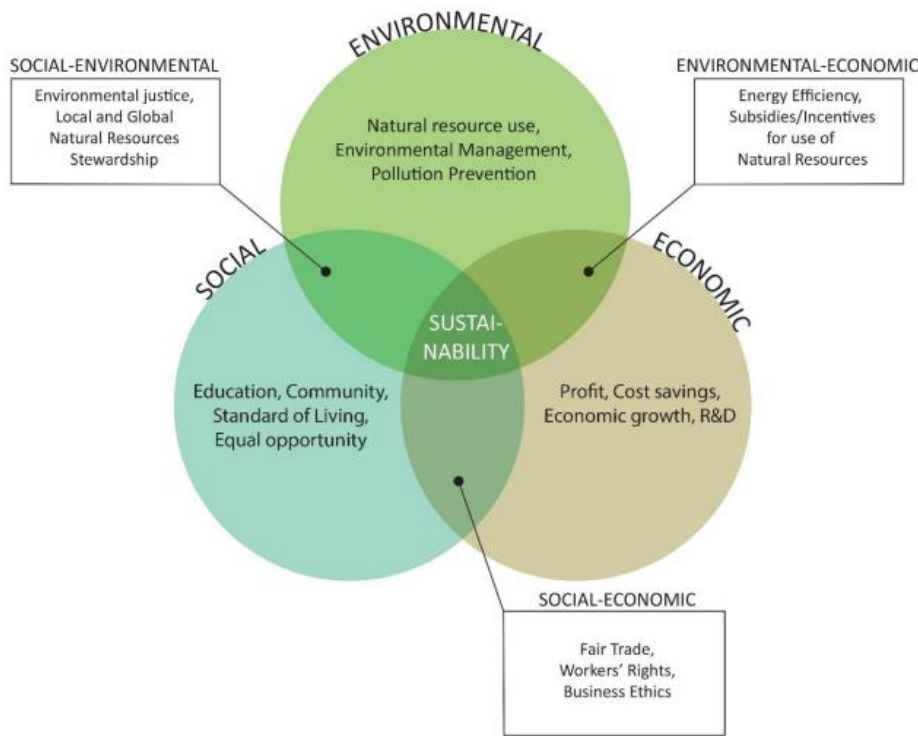 ENVIRONMENTAL
SOCIAL-ENVIRONMENTAL
Environmental justice,
Local and Global
Natural Resources
Stewardship
ENVIRONMENTAL-ECONOMIC
Energy Efficiency,
Subsidies/Incentives
for use of
Natural Resources
Natural resource use,
Environmental Management,
Pollution Prevention
SOCIAL
ECONOMIC
SUSTAI-
NABILITY
Education, Community,
Standard of Living,
Equal opportunity
Profit, Cost savings,
Economic growth, R&D
SOCIAL-ECONOMIC
Fair Trade,
Workers' Rights,
Business Ethics